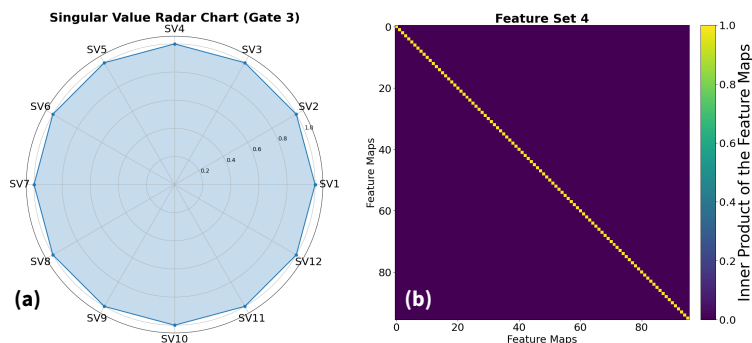 Singular Value Radar Chart (Gate 3)
SV4
SV5
SV3
SV6
SV2
1.0
0.8
0.6
0.4
0.2
SV7
SV1
SV8
SV12
SV9
SV11
SV10
(a)
Feature Set 4
0
20
40
60
80
Feature Maps
0
20
40
60
80
Feature Maps
(b)
1.0
0.8
0.6
0.4
0.2
0.0
Inner Product of the Feature Maps